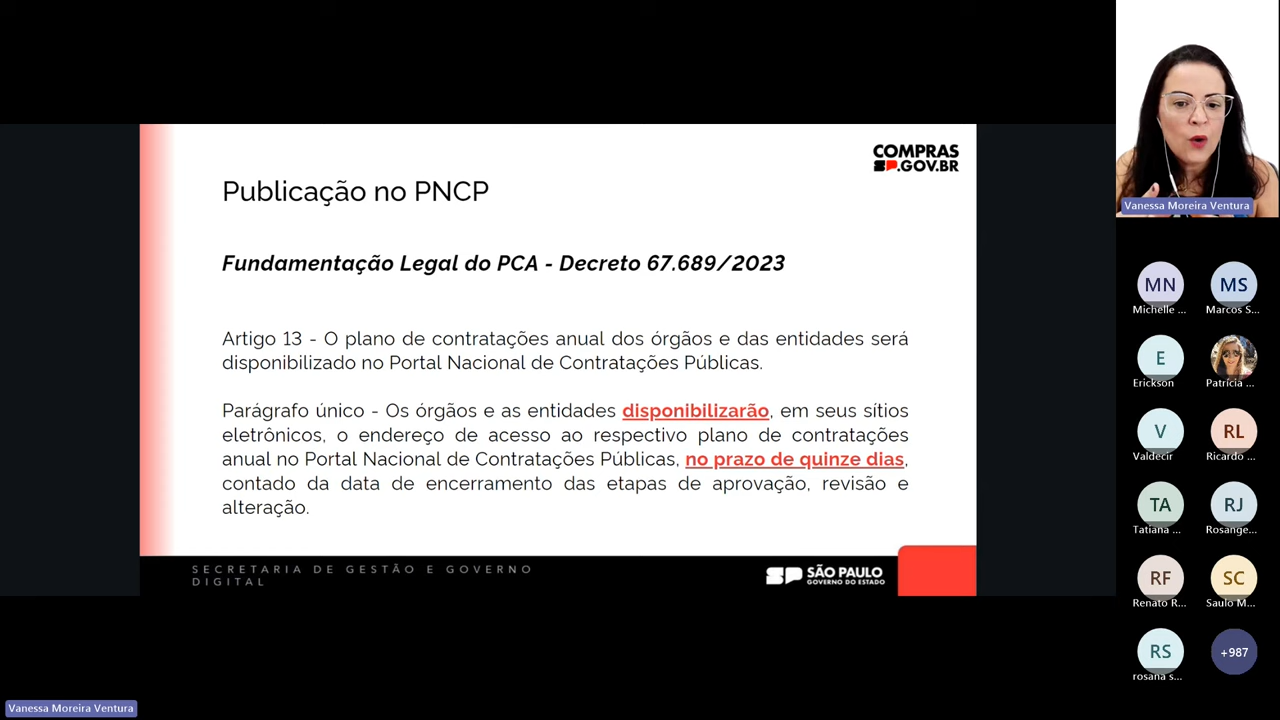 COMPRAS
SP.GOV.BR
Publicação no PNCP
Fundamentação Legal do PCA - Decreto 67.689/2023
Artigo 13 - O plano de contratações anual dos órgãos e das entidades será
disponibilizado no Portal Nacional de Contratações Públicas.
Parágrafo único - Os órgãos e as entidades disponibilizarão, em seus sítios
eletrônicos, o endereço de acesso ao respectivo plano de contratações
anual no Portal Nacional de Contratações Públicas, no prazo de quinze dias,
contado da data de encerramento das etapas de aprovação, revisão e
alteração.
SECRETARIA DE GESTÃO E GOVERNO
DIGITAL
SP SÃO PAULO
GOVERNO DO ESTADO
Vanessa Moreira Ventura
MN
MS
Michelle ...
Marcos S...
E
Erickson
Patrícia ...
V
RL
Valdecir
Ricardo ...
TA
RJ
Tatiana ...
Rosange...
RF
SC
Renato R...
Saulo M...
RS
+987
rosana s...
Vanessa Moreira Ventura